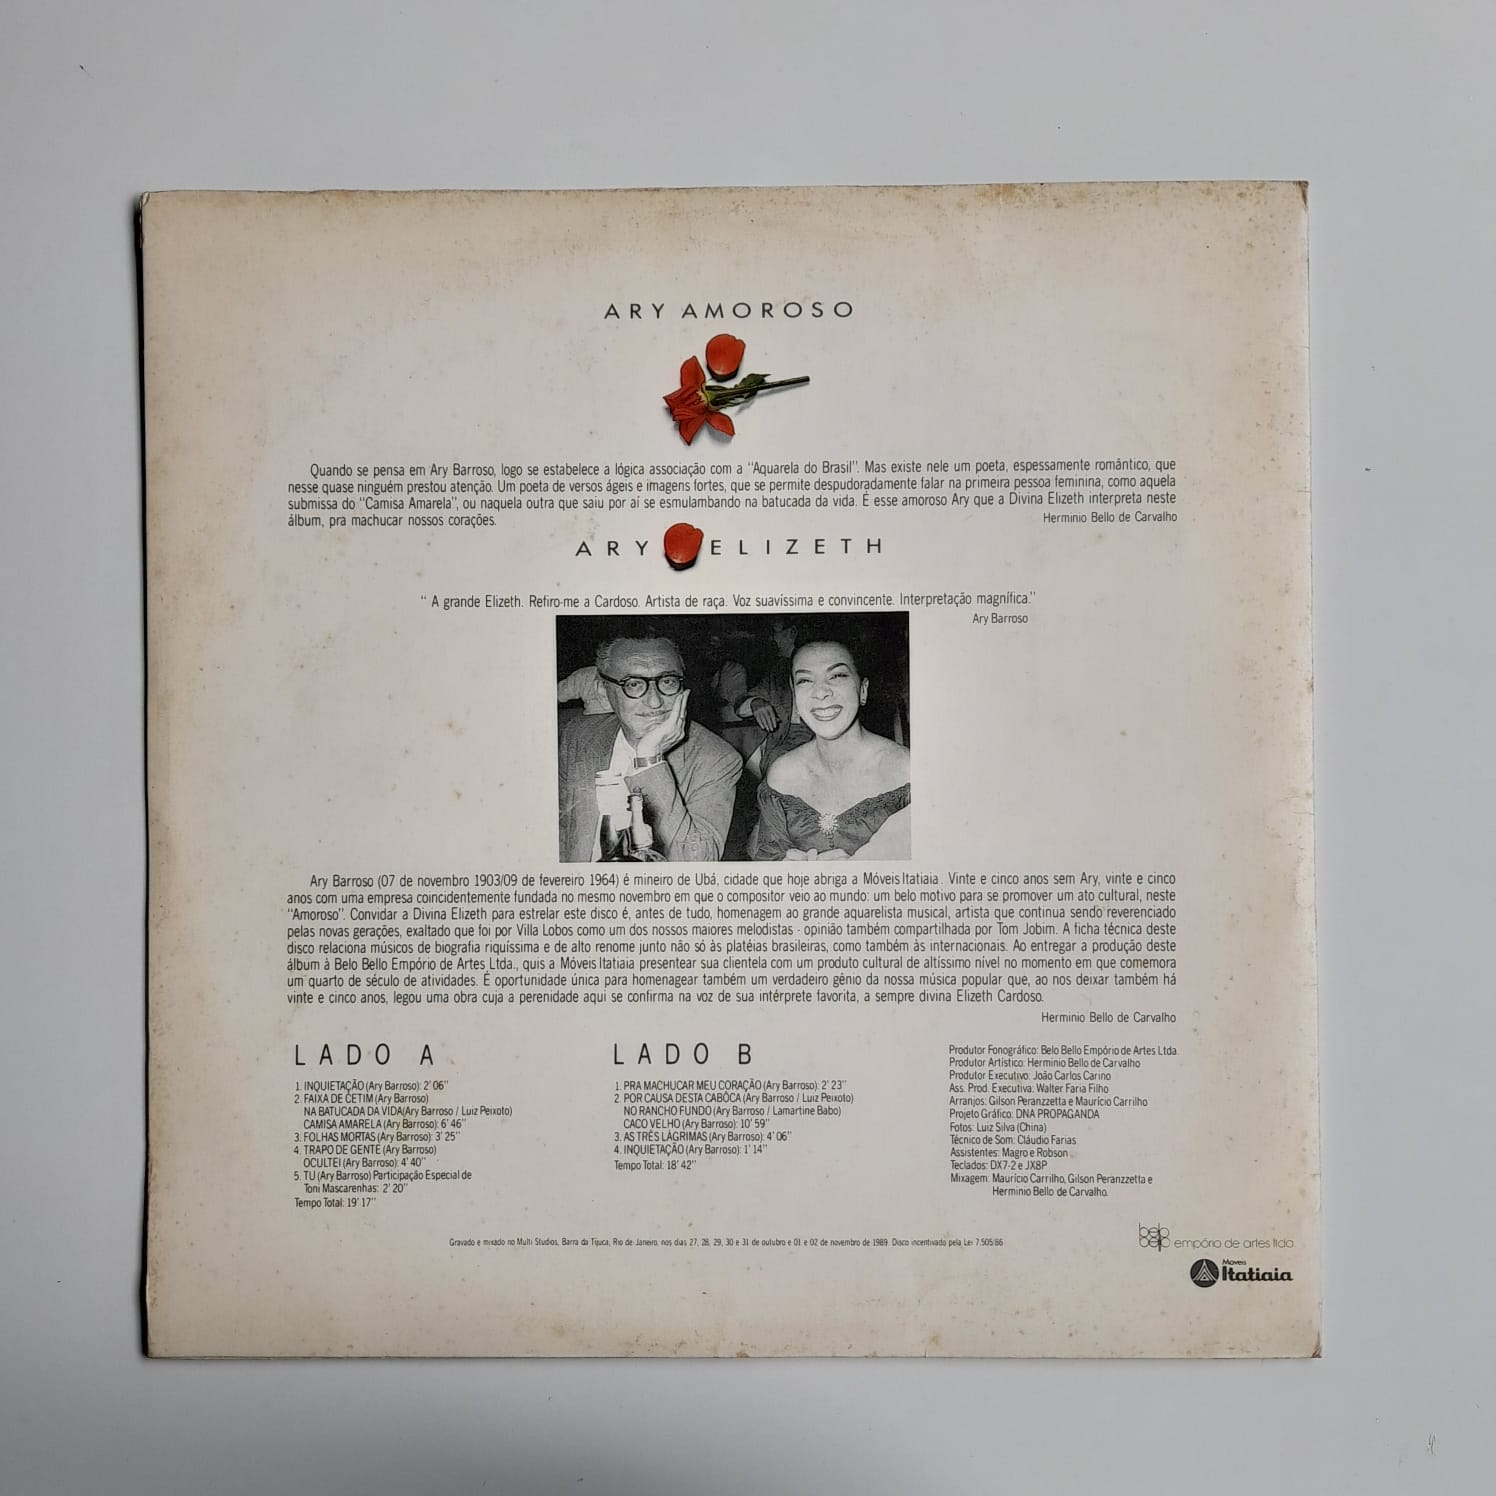 ARY AMOROSO
Quando se pensa em Ary Barroso, logo se estabelece a lógica associação com a "Aquarela do Brasil". Mas existe nele um poeta, espessamente romântico, que
nesse quase ninguém prestou atenção. Um poeta de versos ágeis e imagens fortes, que se permite despudoradamente falar na primeira pessoa feminina, como aquela
submissa do "Camisa Amarela", ou naquela outra que saiu por aí se esmulambando na batucada da vida. É esse amoroso Ary que a Divina Elizeth interpreta neste
álbum, pra machucar nossos corações.
Herminio Bello de Carvalho
ARY ELIZETH
" A grande Elizeth. Refiro-me a Cardoso. Artista de raça. Voz suavíssima e convincente. Interpretação magnífica."
Ary Barroso
Ary Barroso (07 de novembro 1903/09 de fevereiro 1964) é mineiro de Ubá, cidade que hoje abriga a Móveis Itatiaia. Vinte e cinco anos sem Ary, vinte e cinco
anos com uma empresa coincidentemente fundada no mesmo novembro em que o compositor veio ao mundo: um belo motivo para se promover um ato cultural, neste
"Amoroso". Convidar a Divina Elizeth para estrelar este disco é, antes de tudo, homenagem ao grande aquarelista musical, artista que continua sendo reverenciado
pelas novas gerações, exaltado que foi por Villa Lobos como um dos nossos maiores melodistas - opinião também compartilhada por Tom Jobim. A ficha técnica deste
disco relaciona músicos de biografia riquíssima e de alto renome junto não só às platéias brasileiras, como também às internacionais. Ao entregar a produção deste
álbum à Belo Bello Empório de Artes Ltda., quis a Móveis Itatiaia presentear sua clientela com um produto cultural de altíssimo nível no momento em que comemora
um quarto de século de atividades. É oportunidade única para homenagear também um verdadeiro gênio da nossa música popular que, ao nos deixar também há
vinte e cinco anos, legou uma obra cuja a perenidade aqui se confirma na voz de sua intérprete favorita, a sempre divina Elizeth Cardoso.
Herminio Bello de Carvalho
LADO A
1. INQUIETAÇÃO (Ary Barroso): 2'06"
2. FAIXA DE CETIM (Ary Barroso)
NA BATUCADA DA VIDA(Ary Barroso / Luiz Peixoto)
CAMISA AMARELA (Ary Barroso): 6'46"
3. FOLHAS MORTAS (Ary Barroso): 3'25"
4. TRAPO DE GENTE (Ary Barroso)
OCULTEI (Ary Barroso): 4'40"
5. TU (Ary Barroso) Participação Especial de
Toni Mascarenhas: 2'20"
Tempo Total: 19'17"
LADO B
1. PRA MACHUCAR MEU CORAÇÃO (Ary Barroso): 2'23"
2. POR CAUSA DESTA CABÔCA (Ary Barroso / Luiz Peixoto)
NO RANCHO FUNDO (Ary Barroso / Lamartine Babo)
CACO VELHO (Ary Barroso): 10'59"
3. AS TRÊS LÁGRIMAS (Ary Barroso): 4'06"
4. INQUIETAÇÃO (Ary Barroso): 1'14"
Tempo Total: 18'42"
Produtor Fonográfico: Belo Bello Empório de Artes Ltda.
Produtor Artístico: Herminio Bello de Carvalho
Produtor Executivo: João Carlos Carino
Ass. Prod. Executiva: Walter Faria Filho
Arranjos: Gilson Peranzzetta e Maurício Carrilho
Projeto Gráfico: DNA PROPAGANDA
Fotos: Luiz Silva (China)
Técnico de Som: Cláudio Farias
Assistentes: Magro e Robson
Teclados: DX7-2 e JX8P
Mixagem: Maurício Carrilho, Gilson Peranzzetta e
Herminio Bello de Carvalho.
Gravado e mixado no Multi Studios, Barra da Tijuca, Rio de Janeiro, nos dias 27, 28, 29, 30 e 31 de outubro e 01 e 02 de novembro de 1989. Disco incentivado pela Lei 7.505/86
belo bello empório de artes ltda
Moveis
Itatiaia